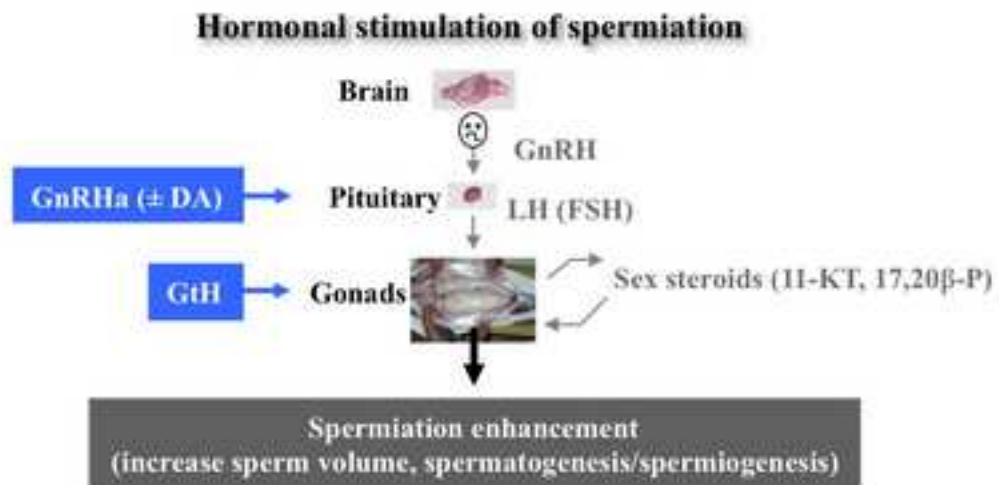 Hormonal stimulation of spermiation
Brain
GnRH
GnRHa (± DA)
Pituitary
LH (FSH)
GtH
Gonads
Sex steroids (11-KT, 17,20β-P)
Spermiation enhancement
(increase sperm volume, spermatogenesis/spermiogenesis)